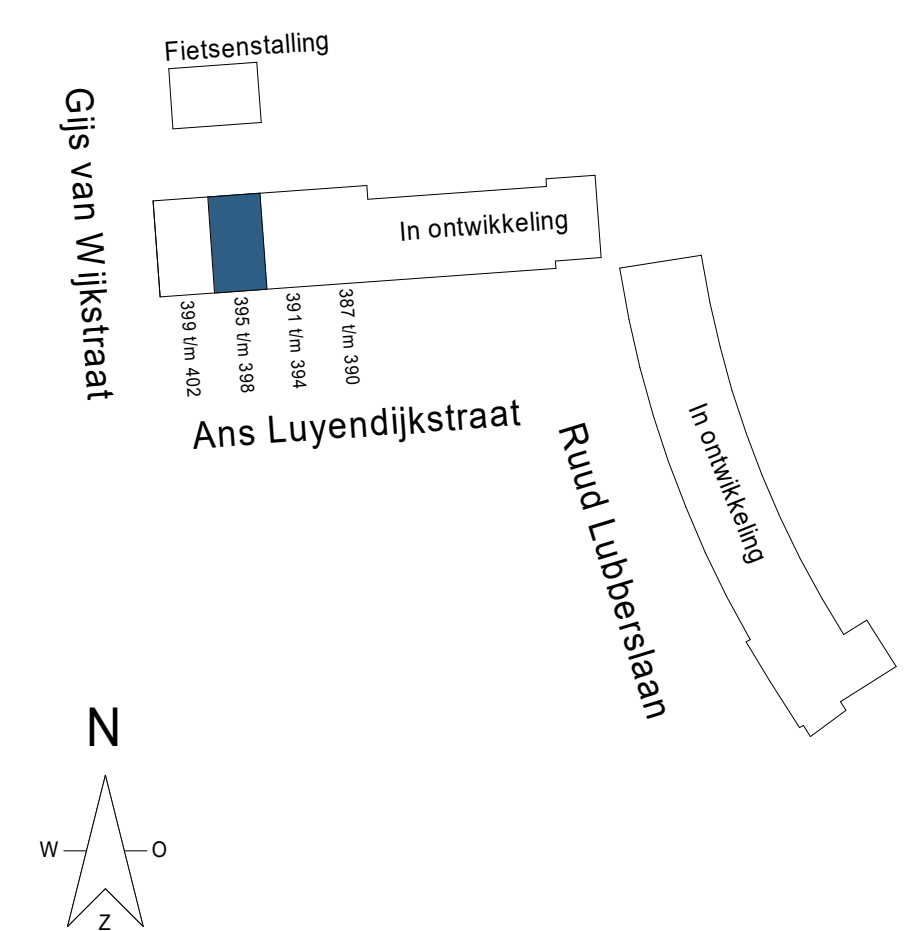 Fietsenstalling
Gijs van Wijkstraat
In ontwikkeling
399 t/m 402
395 t/m 398
391 t/m 394
387 t/m 390
Ans Luyendijkstraat
Ruud Lubberslaan
In ontwikkeling
N
W
O
Z